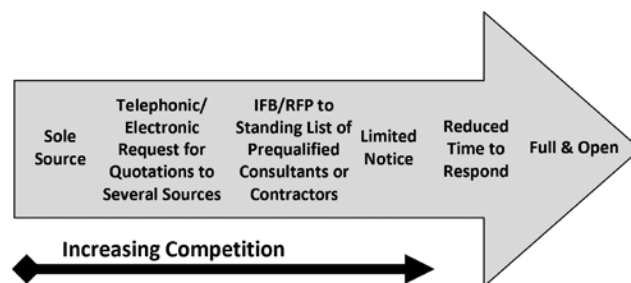 Sole
Source
Telephonic/
Electronic
Request for
Quotations to
Several Sources
IFB/RFP to
Standing List of
Prequalified
Consultants or
Contractors
Limited
Notice
Reduced
Time to
Respond
Full & Open
Increasing Competition